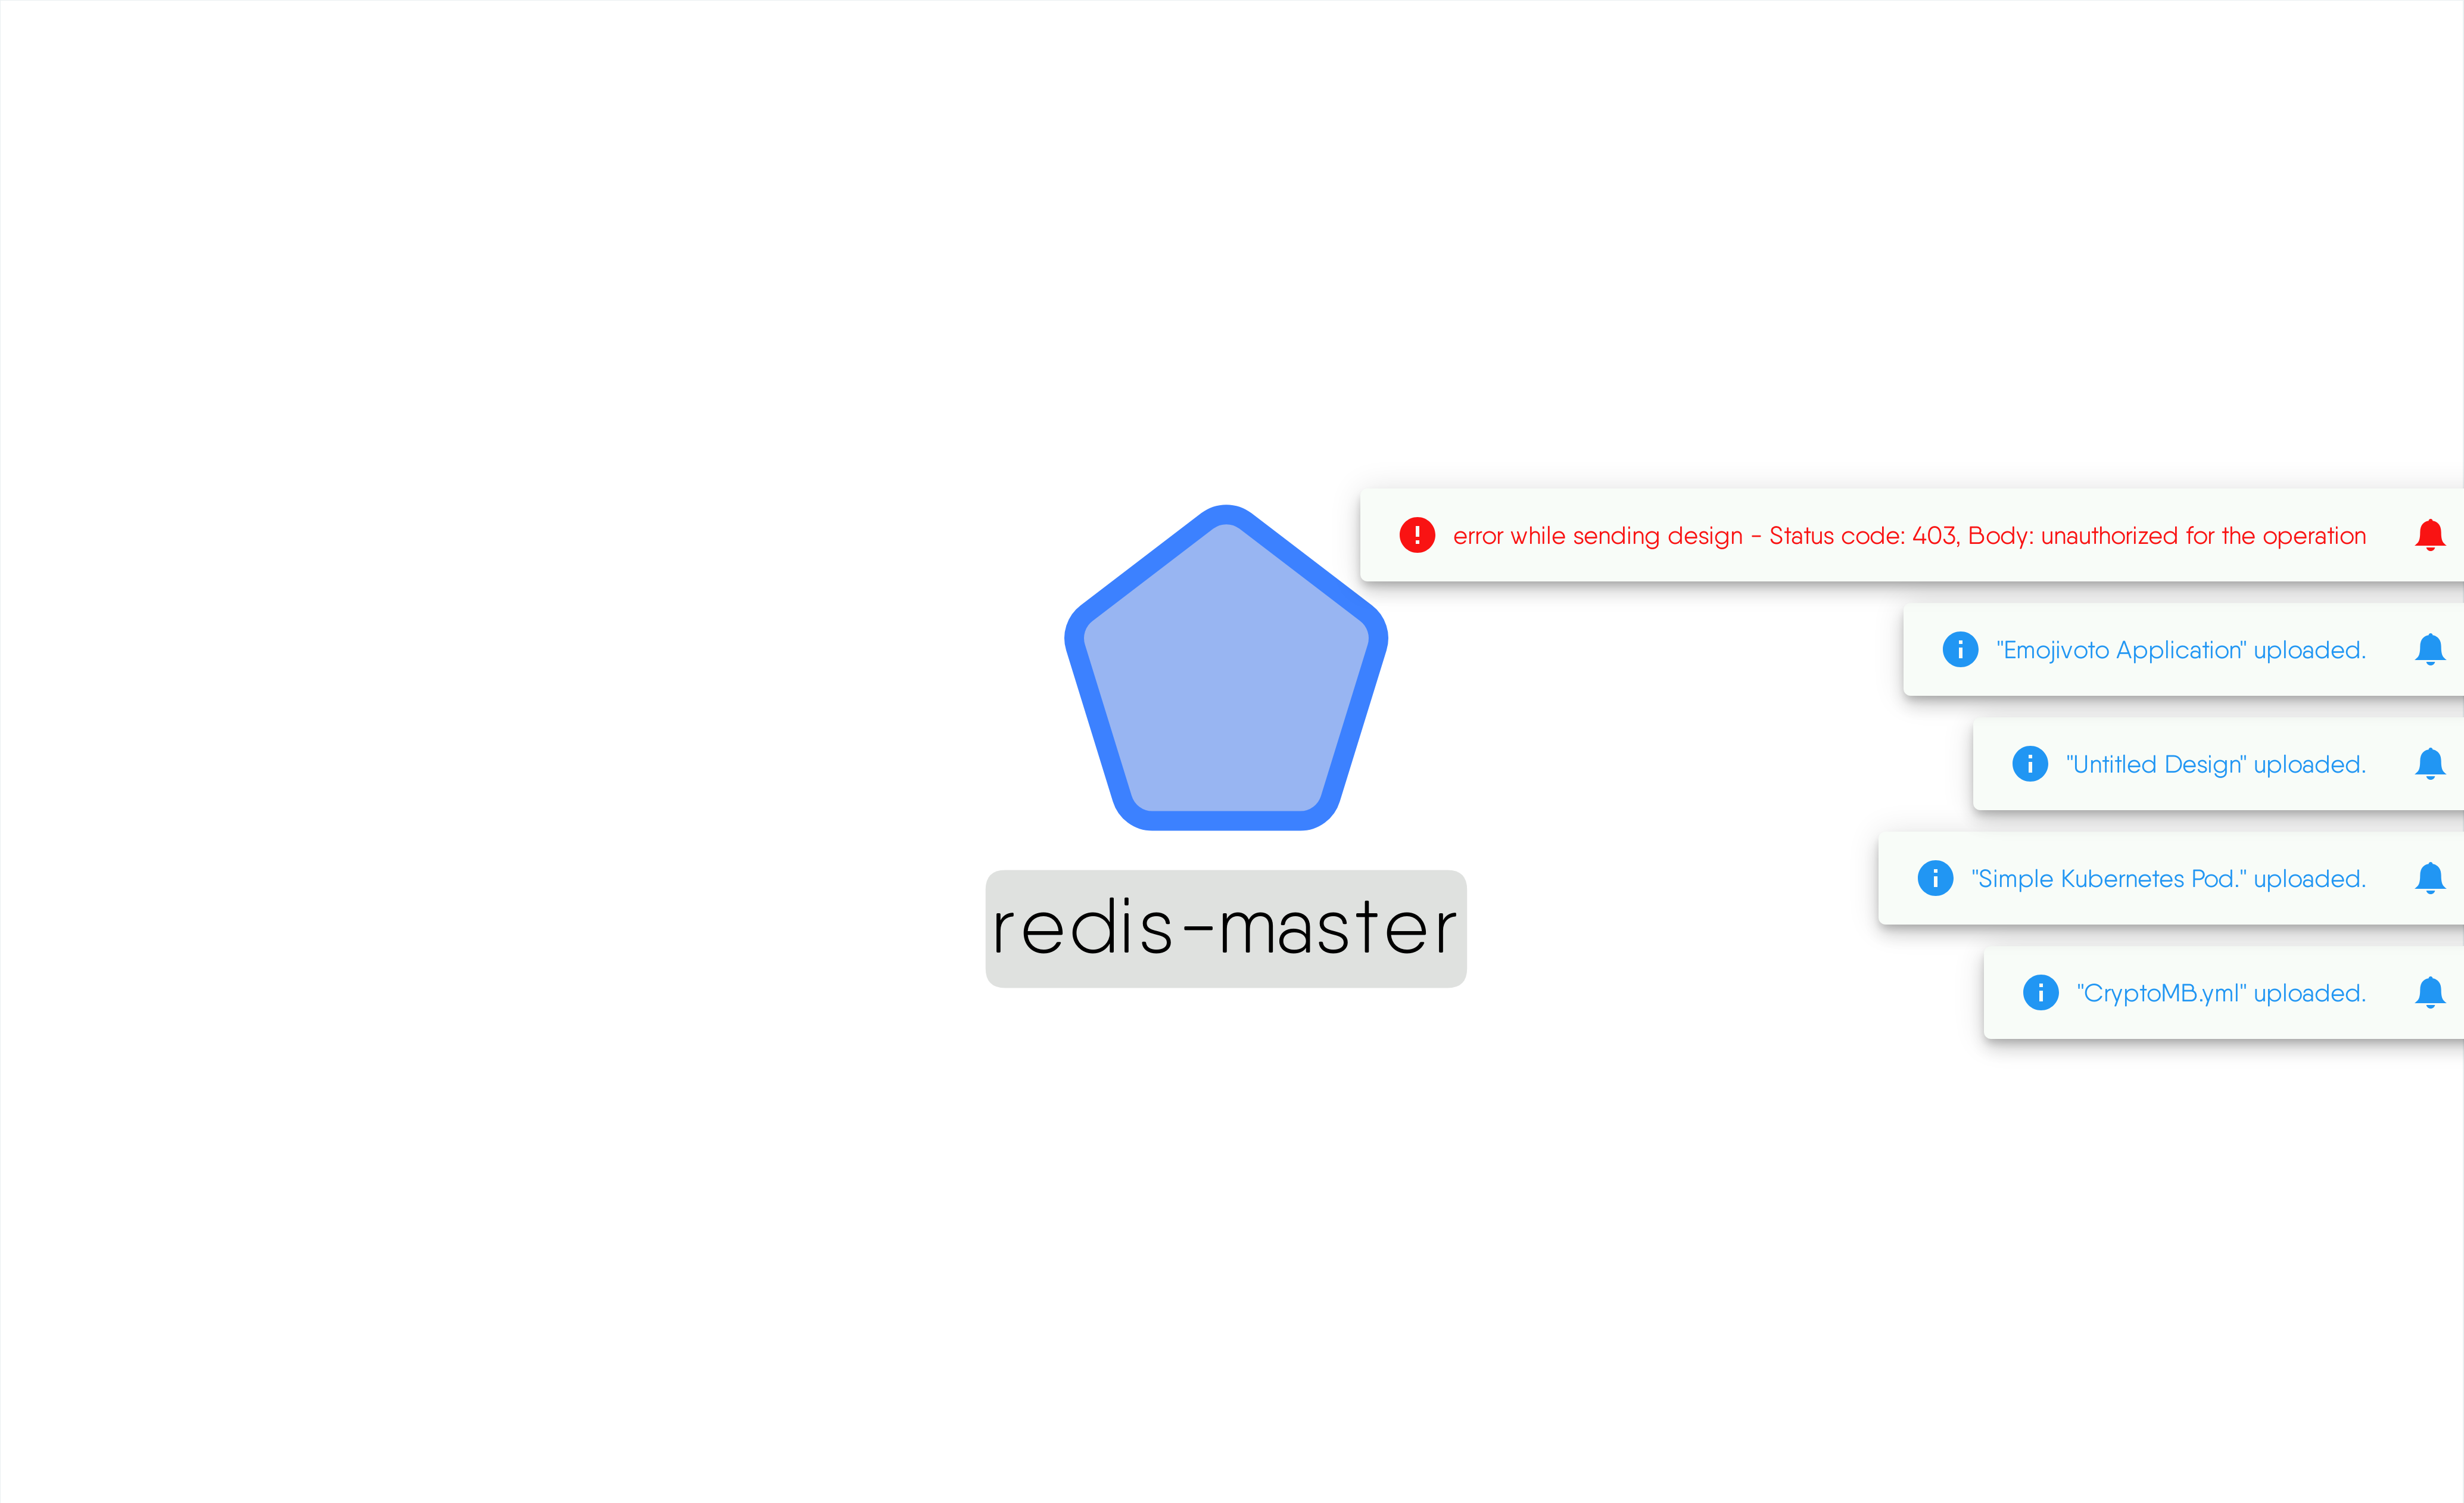 error while sending design - Status code: 403, Body: unauthorized for the operation
"Emojivoto Application" uploaded.
"Untitled Design" uploaded.
"Simple Kubernetes Pod." uploaded.
redis-master
"CryptoMB.yml" uploaded.